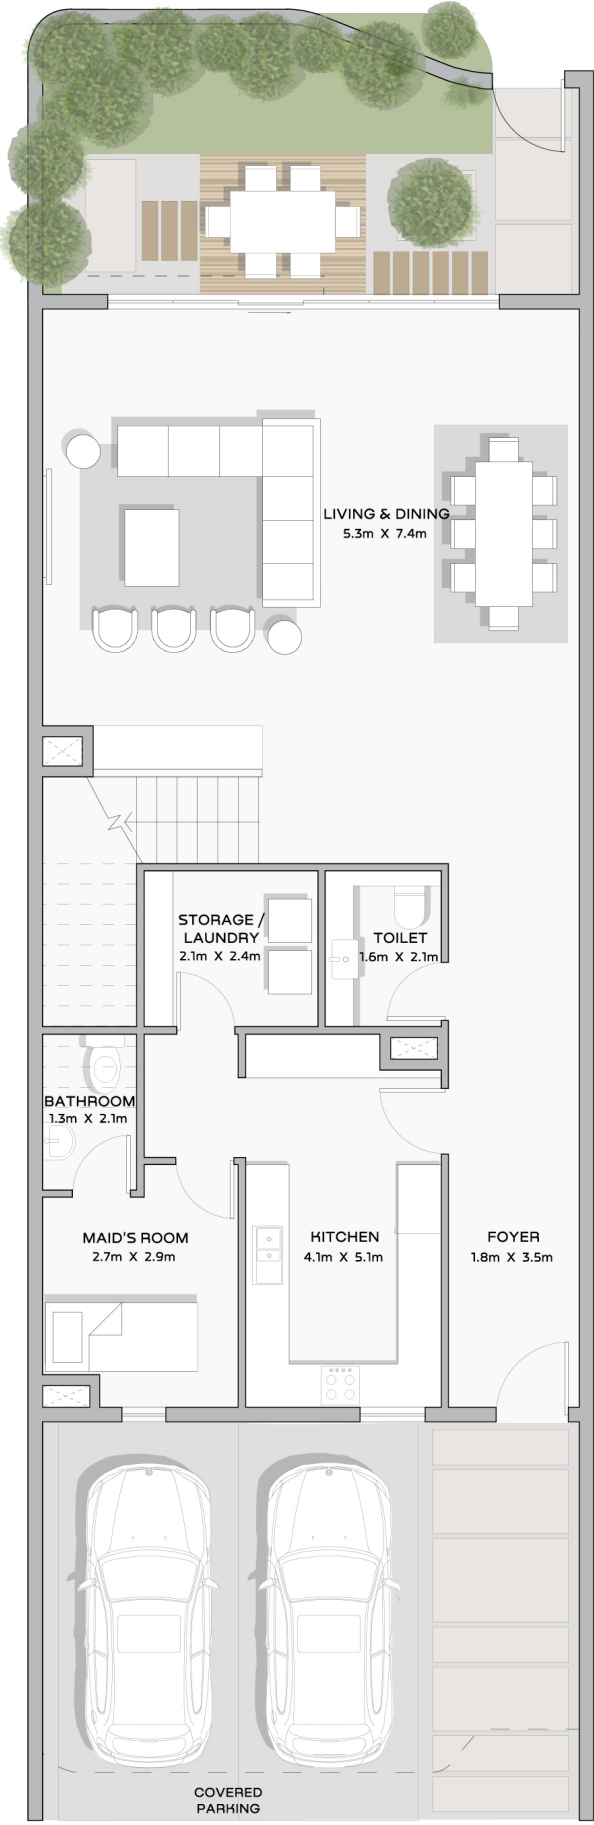 LIVING & DINING
5.3m X 7.4m
STORAGE /
LAUNDRY
2.1m X 2.4m
TOILET
1.6m X 2.1m
BATHROOM
1.3m X 2.1m
MAID'S ROOM
2.7m X 2.9m
KITCHEN
4.1m X 5.1m
FOYER
1.8m X 3.5m
COVERED
PARKING